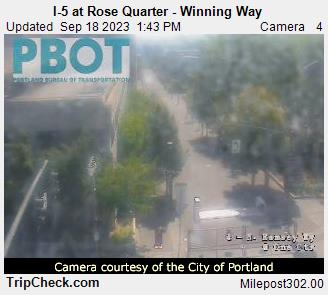 I-5 at Rose Quarter - Winning Way
Updated Sep 18 2023 1:43 PM Camera 4
PBOT
PORTLAND BUREAU OF TRANSPORTATION
Camera courtesy of the City of Portland
TripCheck.com Milepost302.00